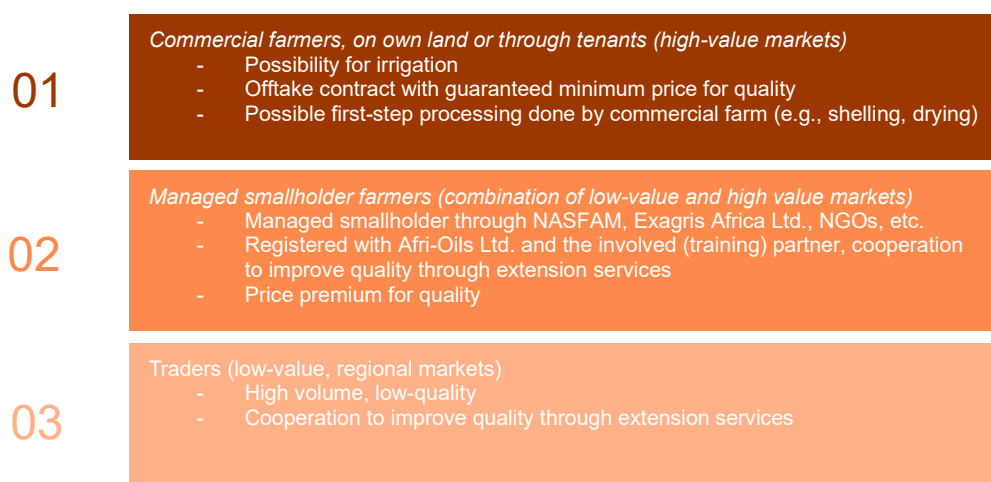 01
Commercial farmers, on own land or through tenants (high-value markets)
- Possibility for irrigation
- Offtake contract with guaranteed minimum price for quality
- Possible first-step processing done by commercial farm (e.g., shelling, drying)
02
Managed smallholder farmers (combination of low-value and high value markets)
- Managed smallholder through NASFAM, Exagris Africa Ltd., NGOs, etc.
- Registered with Afri-Oils Ltd. and the involved (training) partner, cooperation
to improve quality through extension services
- Price premium for quality
03
Traders (low-value, regional markets)
- High volume, low-quality
- Cooperation to improve quality through extension services